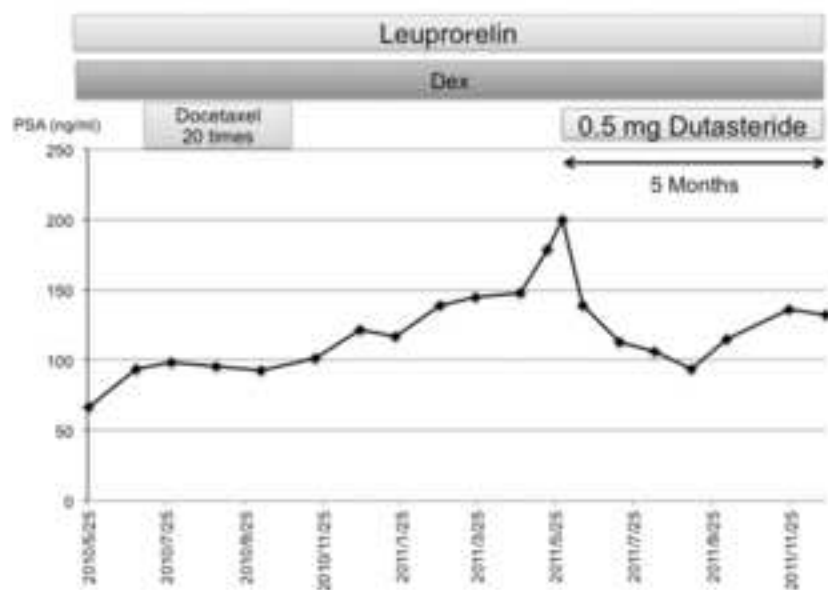 Leuprorelin
Dex
Docetaxel
20 times
0.5 mg Dutasteride
5 Months
PSA (ng/ml)
250
200
150
100
50
0
2010/5/25
2010/7/25
2010/9/25
2010/11/25
2011/1/25
2011/3/25
2011/5/25
2011/7/25
2011/9/25
2011/11/25